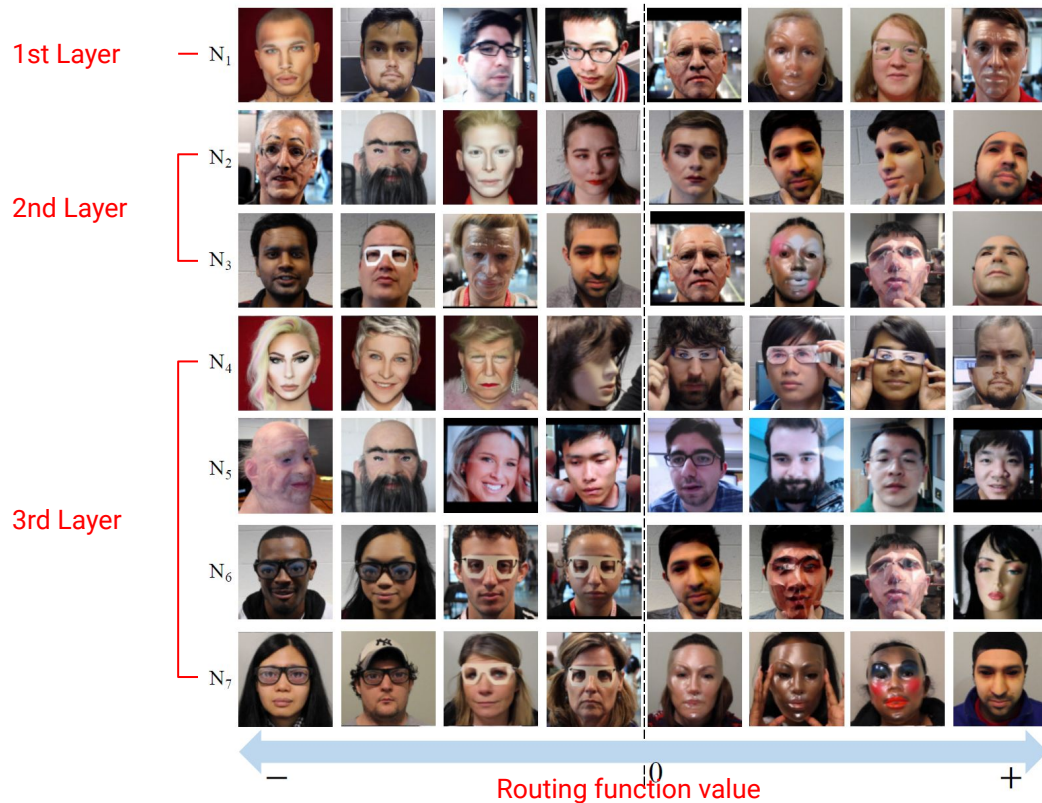 1st Layer
N1
N2
2nd Layer
N3
N4
N5
3rd Layer
N6
N7
− 0 +
Routing function value